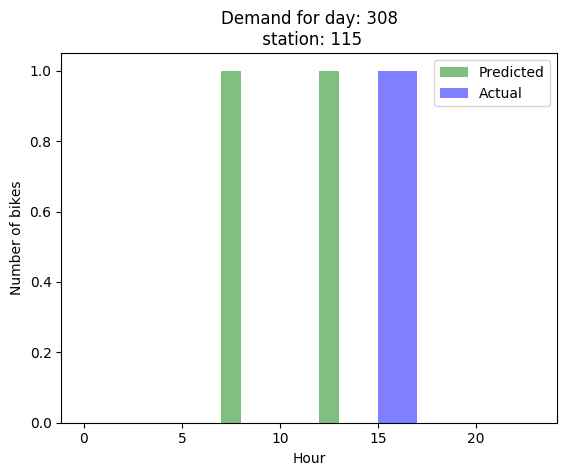 Demand for day: 308
station: 115
Predicted
Actual
Number of bikes
1.0
0.8
0.6
0.4
0.2
0.0
0 5 10 15 20
Hour